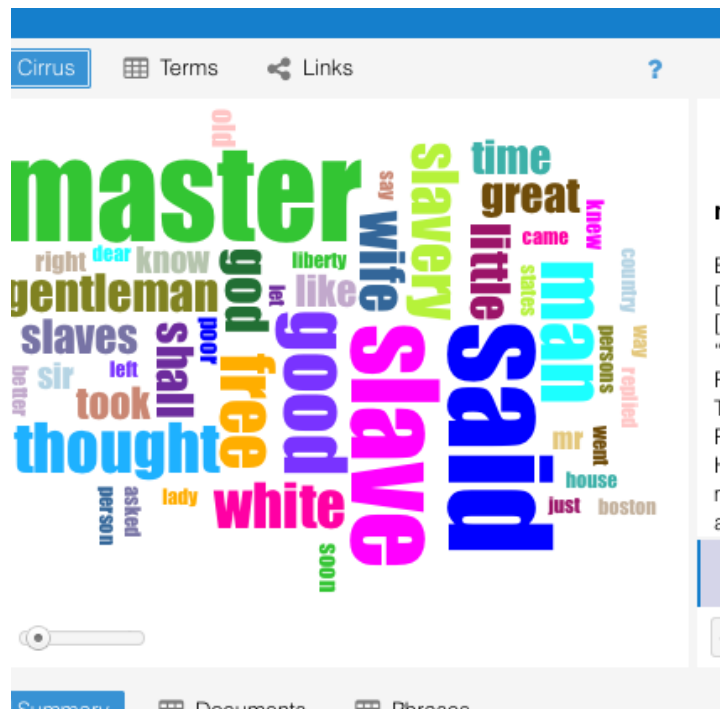 Cirrus Terms Links ?
old
master
say
slavery
time
great
knew
wife
little
came
right dear know
god
liberty
country
gentleman
let
like
states
man
slaves
shall
poor
good
slave
said
persons
way
better
sir
left
free
replied
took
thought
mr
went
person
asked
lady
white
house
just
boston
soon
Summary Documents Phrases